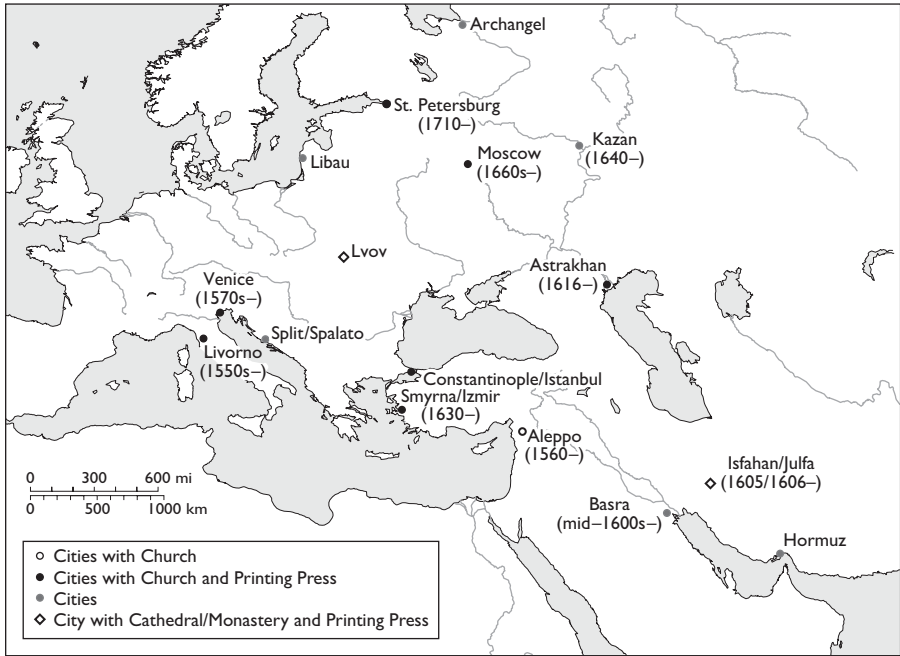 Archangel
St. Petersburg
(1710–)
Kazan
(1640–)
Moscow
(1660s–)
Libau
Lvov
Astrakhan
(1616–)
Venice
(1570s–)
Split/Spalato
Livorno
(1550s–)
Constantinople/Istanbul
Smyrna/Izmir
(1630–)
Aleppo
(1560–)
Isfahan/Julfa
(1605/1606–)
Basra
(mid–1600s–)
Hormuz
0 300 600 mi
0 500 1000 km
Cities with Church
Cities with Church and Printing Press
Cities
City with Cathedral/Monastery and Printing Press